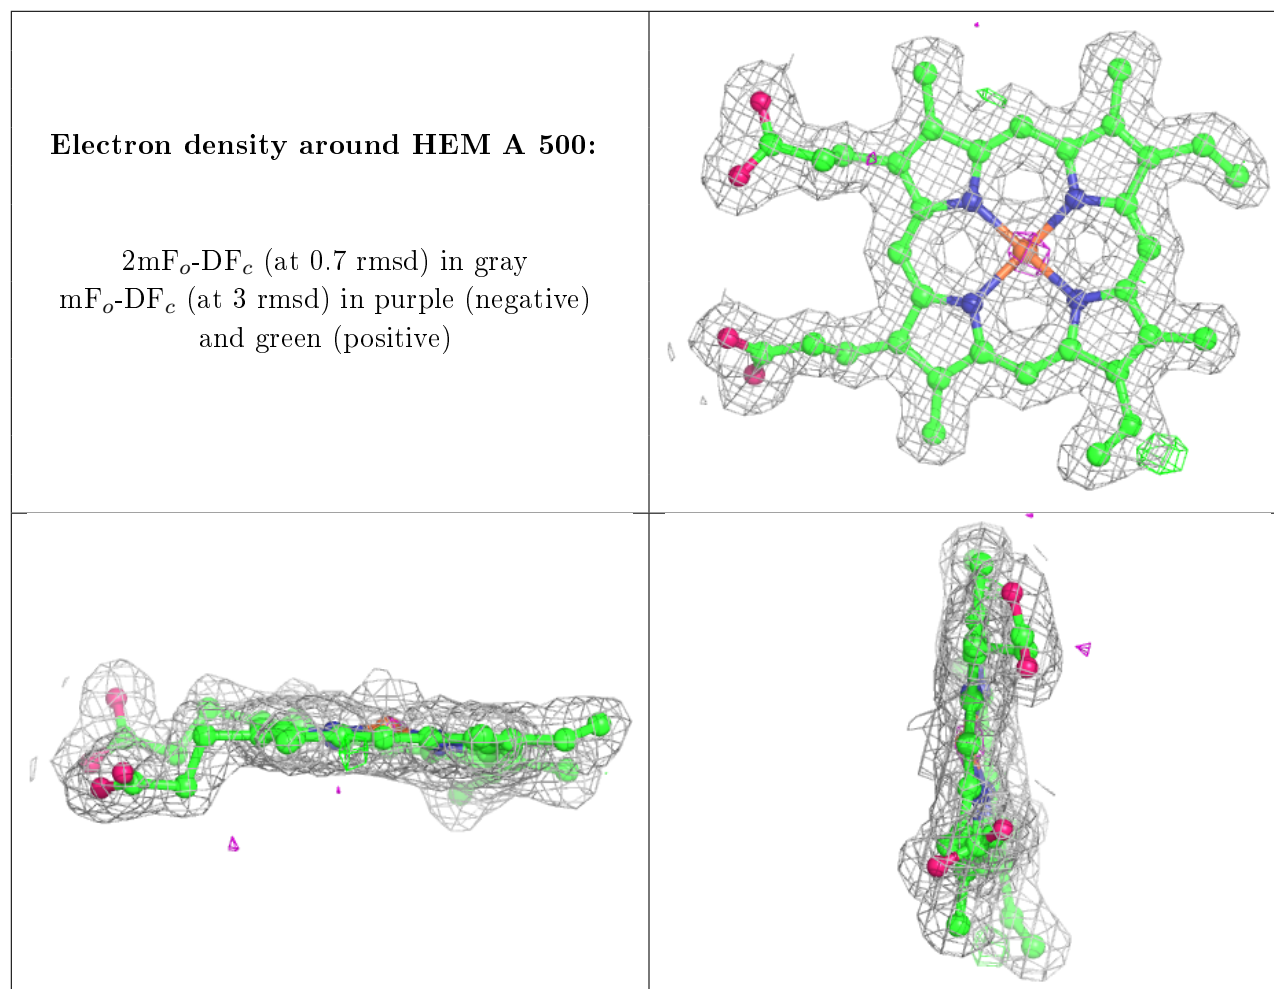 Electron density around HEM A 500:
2mFo-DFc (at 0.7 rmsd) in gray
mFo-DFc (at 3 rmsd) in purple (negative)
and green (positive)